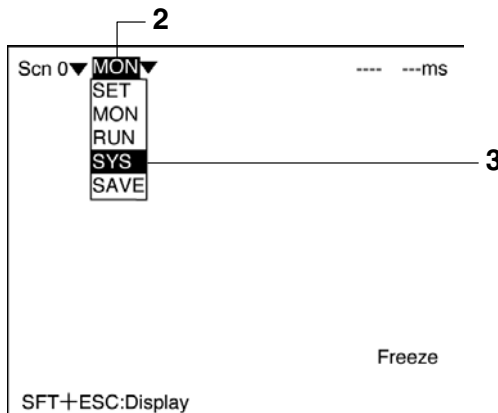 2
Scn 0▼ MON▼ ---- ---ms
SET
MON
RUN
SYS
3
SAVE
Freeze
SFT+ESC:Display